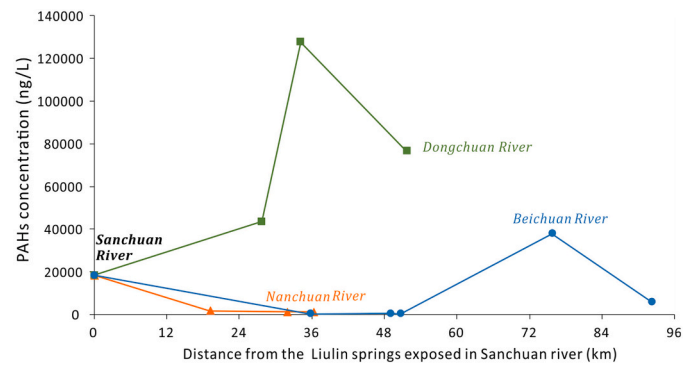 140000
120000
100000
80000
60000
40000
20000
0
PAHs concentration (ng/L)
Dongchuan River
Beichuan River
Sanchuan
River
Nanchuan River
0 12 24 36 48 60 72 84 96
Distance from the Liulin springs exposed in Sanchuan river (km)